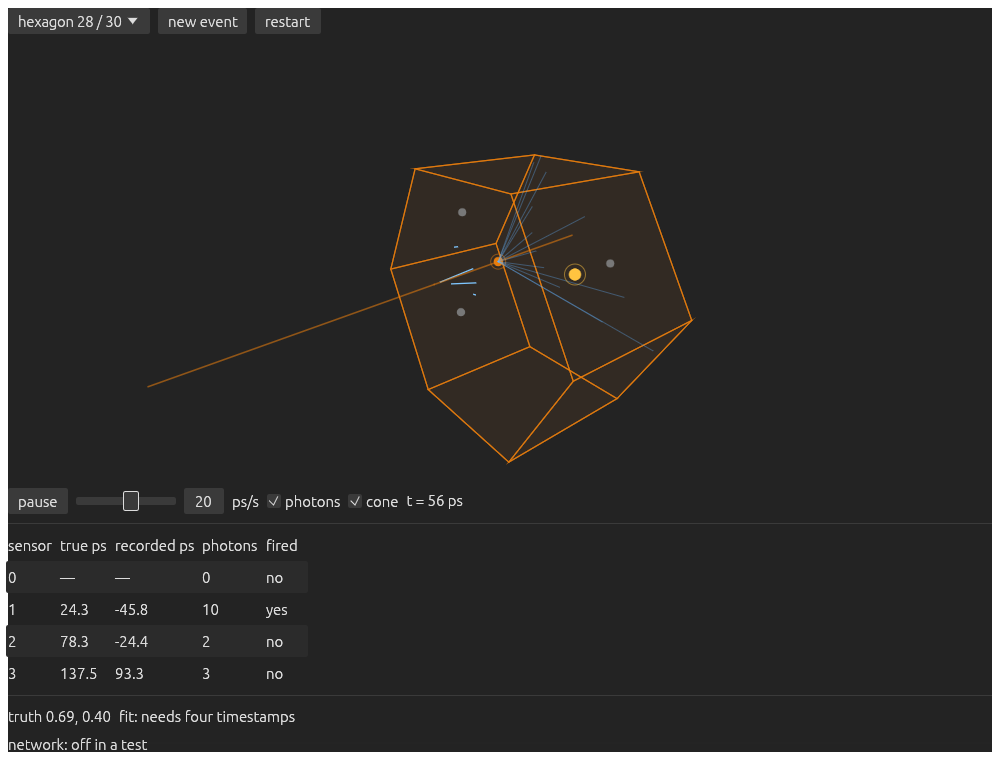 hexagon 28 / 30 new event restart
pause 20 ps/s photons cone t = 56 ps
sensor true ps recorded ps photons fired
0 — — 0 no
1 24.3 -45.8 10 yes
2 78.3 -24.4 2 no
3 137.5 93.3 3 no
truth 0.69, 0.40 fit: needs four timestamps
network: off in a test